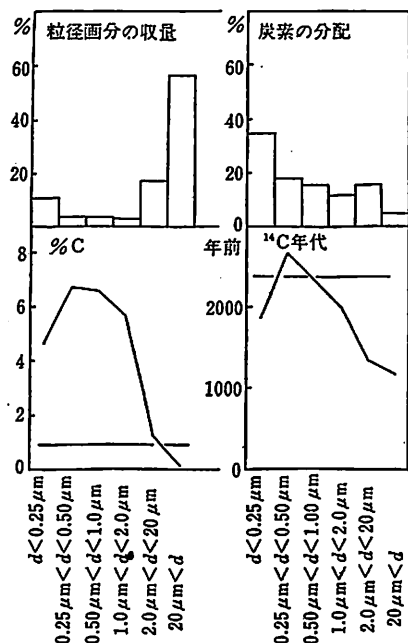 % 粒径画分の収量
60
40
20
% 炭素の分配
60
40
20
0
%C
8
6
4
2
0
年前 ¹⁴C年代
2000
1000
0
d<0.25μm
0.25μm<d<0.50μm
0.50μm<d<1.0μm
1.0μm<d<2.0μm
2.0μm<d<20μm
20μm<d
d<0.25μm
0.25μm<d<0.50μm
0.50μm<d<1.00μm
1.0μm<d<2.0μm
2.0μm<d<20μm
20μm<d